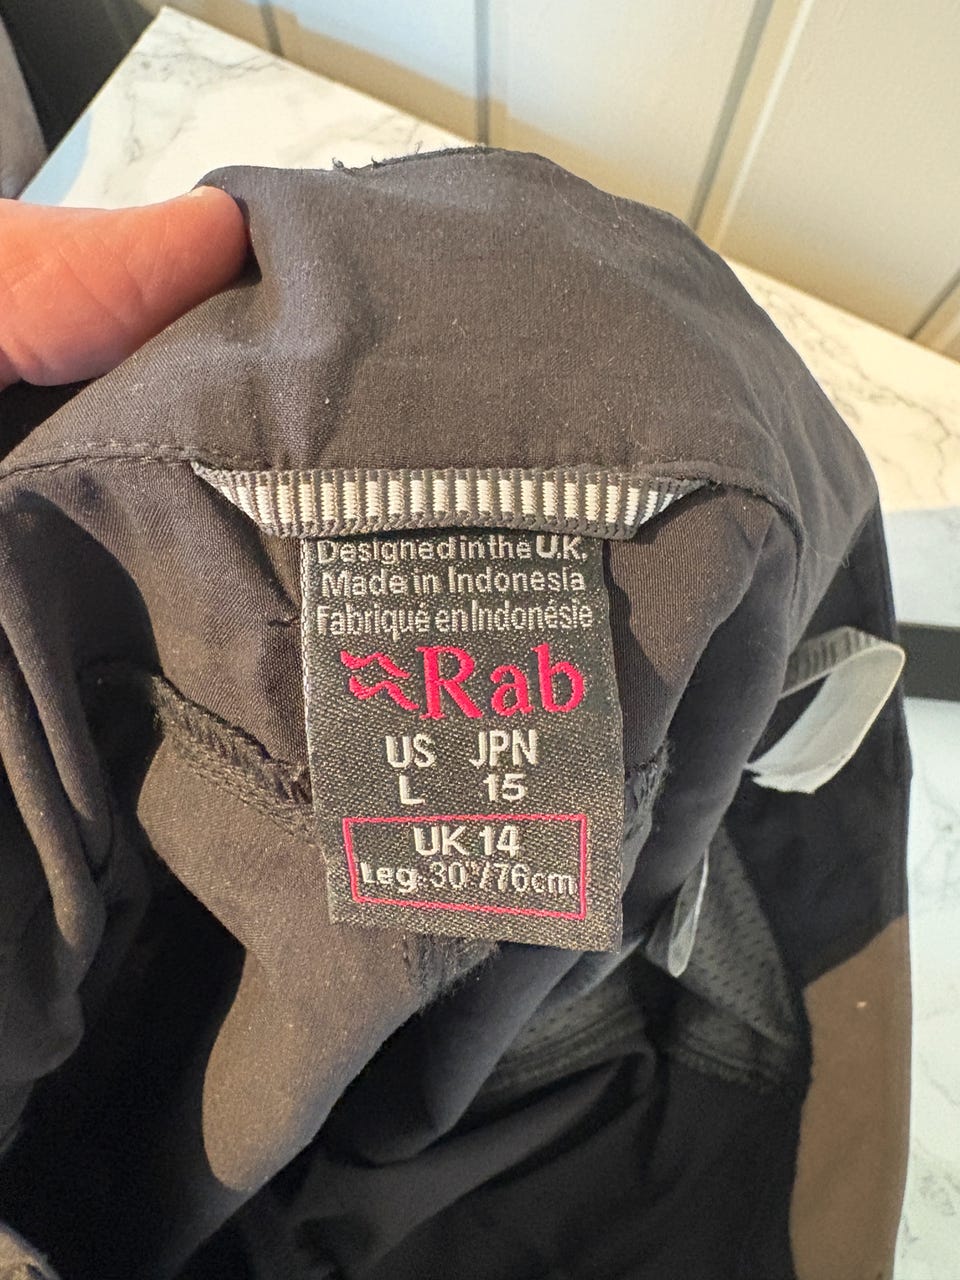 Designed in the U.K.
Made in Indonesia
Fabriqué en Indonésie
Rab
US JPN
L 15
UK 14
Leg 30"/76cm